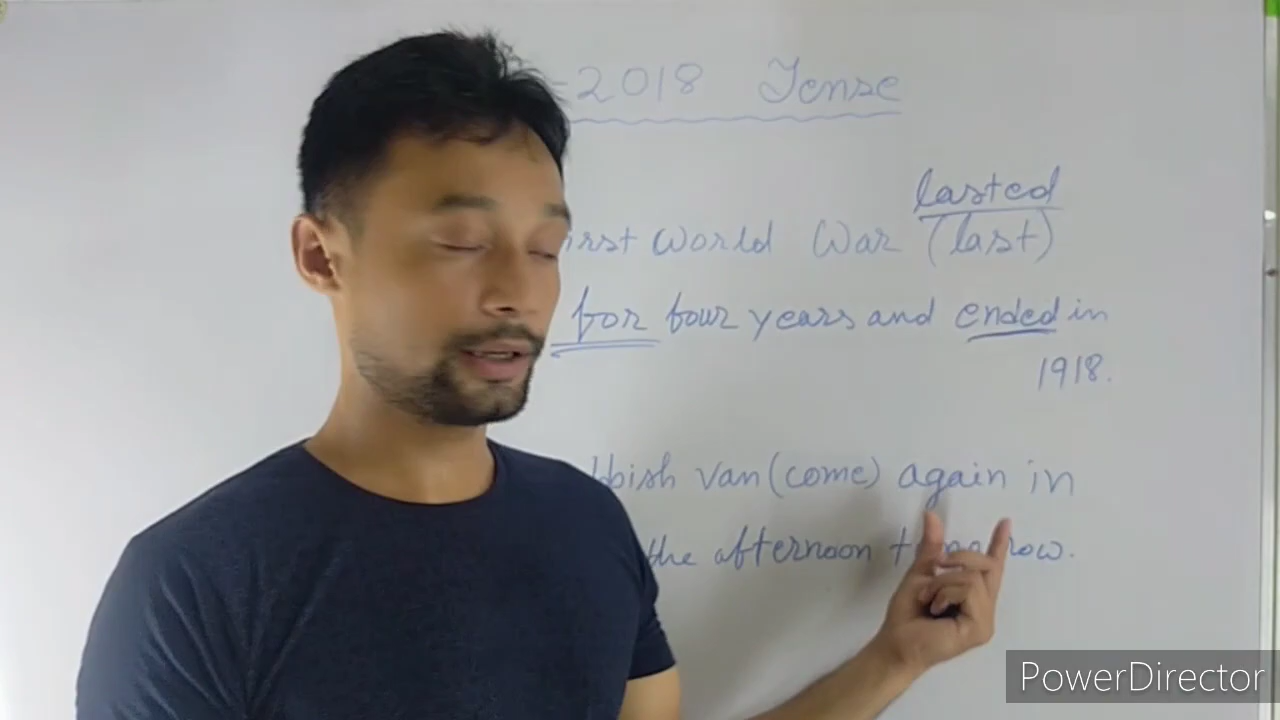 -2018 Tense
lasted
irst World War (last)
for four years and ended in
1918.
bbish van (come) again in
the afternoon
PowerDirector